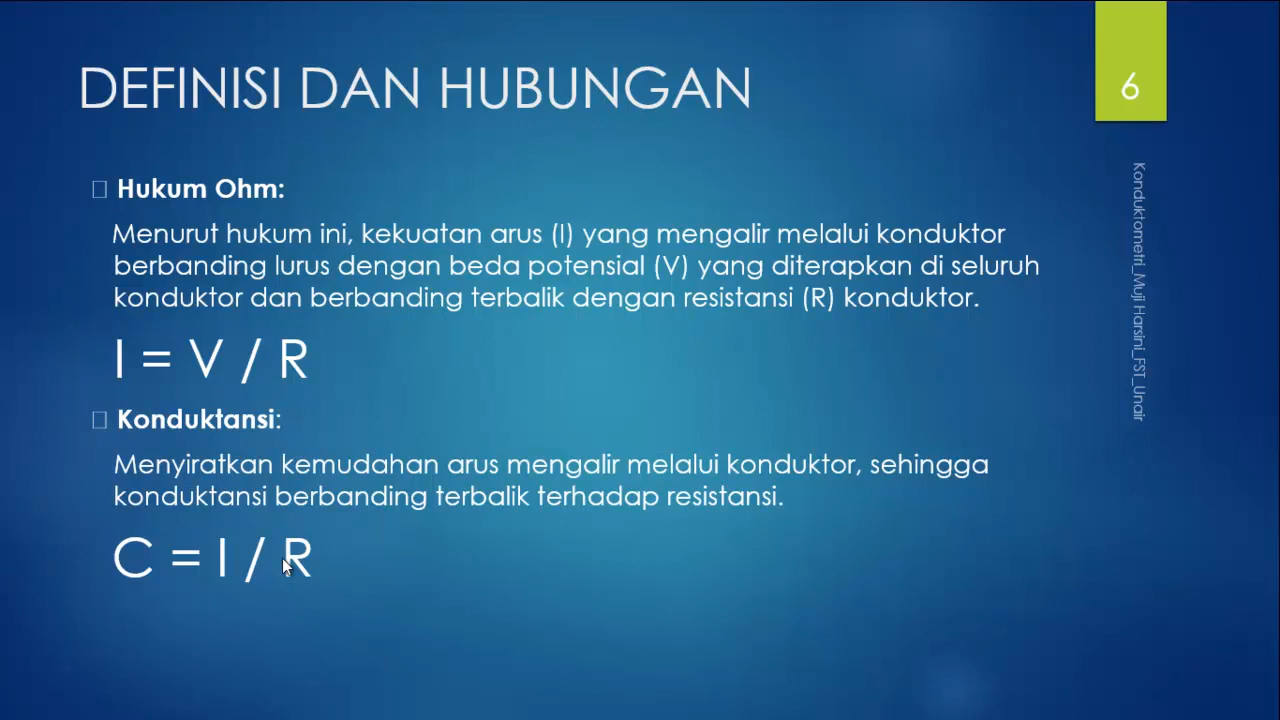 DEFINISI DAN HUBUNGAN
6
Hukum Ohm:
Menurut hukum ini, kekuatan arus (I) yang mengalir melalui konduktor
berbanding lurus dengan beda potensial (V) yang diterapkan di seluruh
konduktor dan berbanding terbalik dengan resistansi (R) konduktor.
I = V / R
Konduktansi:
Menyiratkan kemudahan arus mengalir melalui konduktor, sehingga
konduktansi berbanding terbalik terhadap resistansi.
C = I / R
Konduktometri_Muji Harsini_FST_Unair